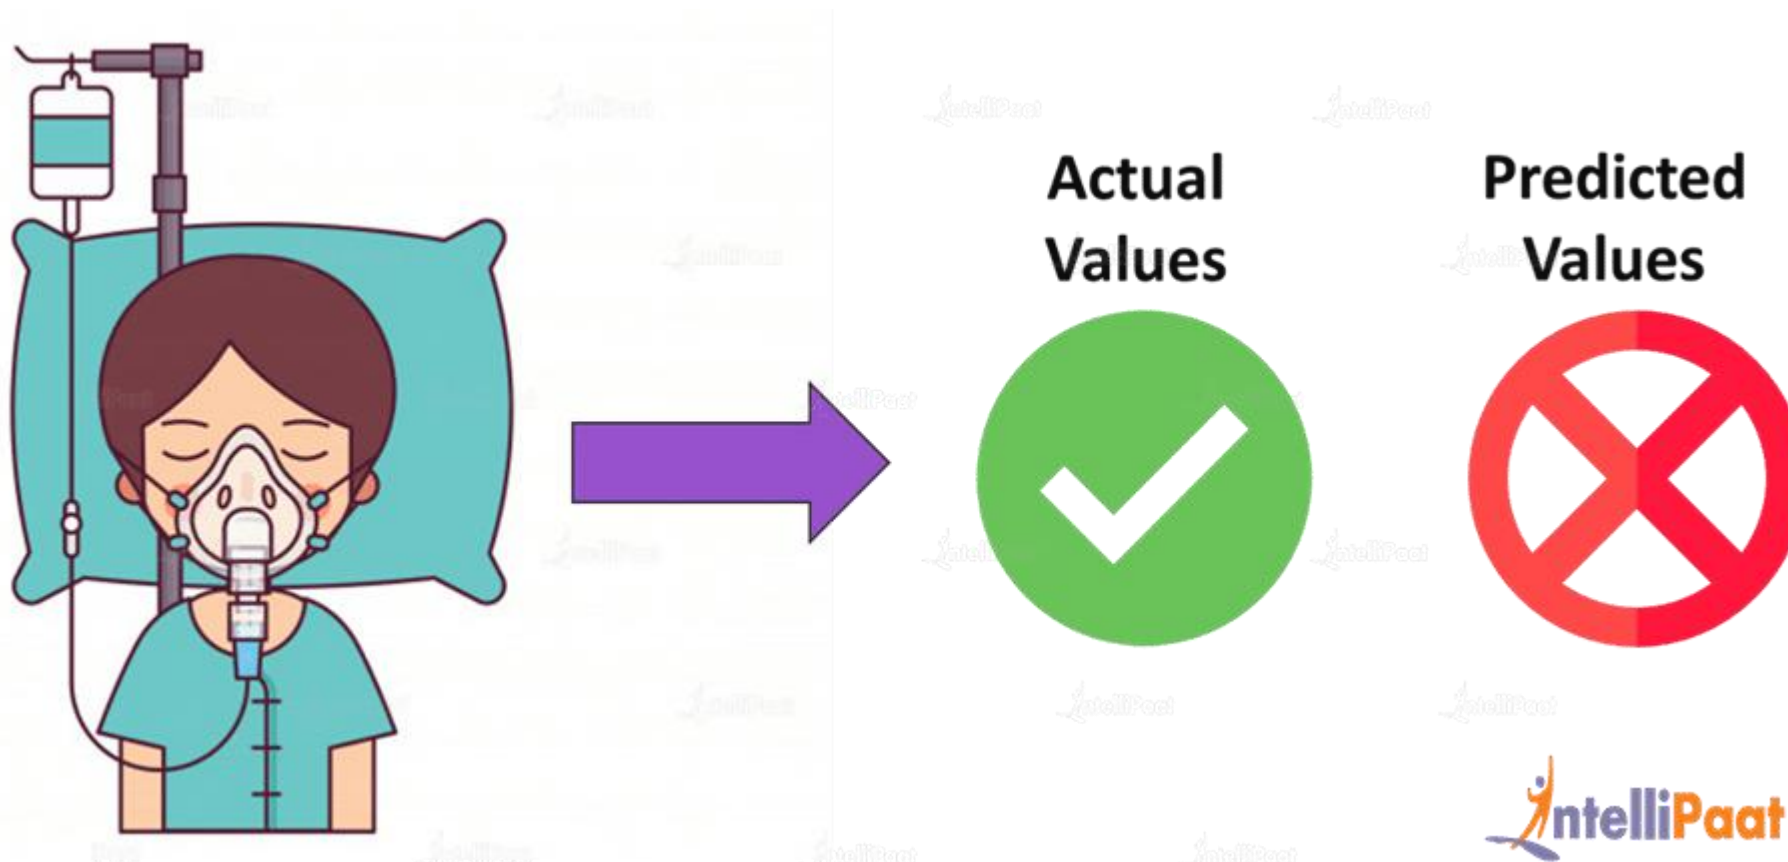 Actual
Values
Predicted
Values
IntelliPaat